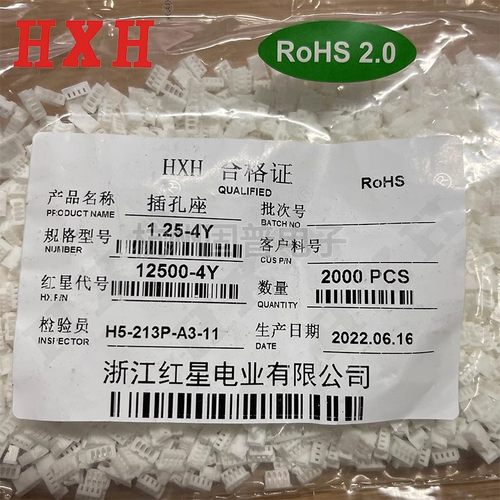 HXH
RoHS 2.0
HXH 合格证
QUALIFIED
RoHS
产品名称 插孔座
PRODUCT NAME
批次号
BATCH NO
规格型号 1.25-4Y
NUMBER
客户料号
CUS P/N
红星代号 12500-4Y
HX. P/N
数量 2000 PCS
QUANTITY
检验员 H5-213P-A3-11
INSPECTOR
生产日期 2022.06.16
DATE
浙江红星电业有限公司